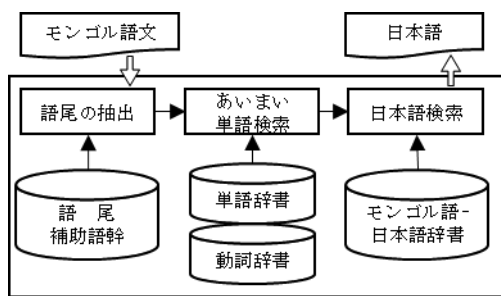 モンゴル語文
日本語
語尾の抽出
あいまい
単語検索
日本語検索
語 尾
補助語幹
単語辞書
動詞辞書
モンゴル語-
日本語辞書